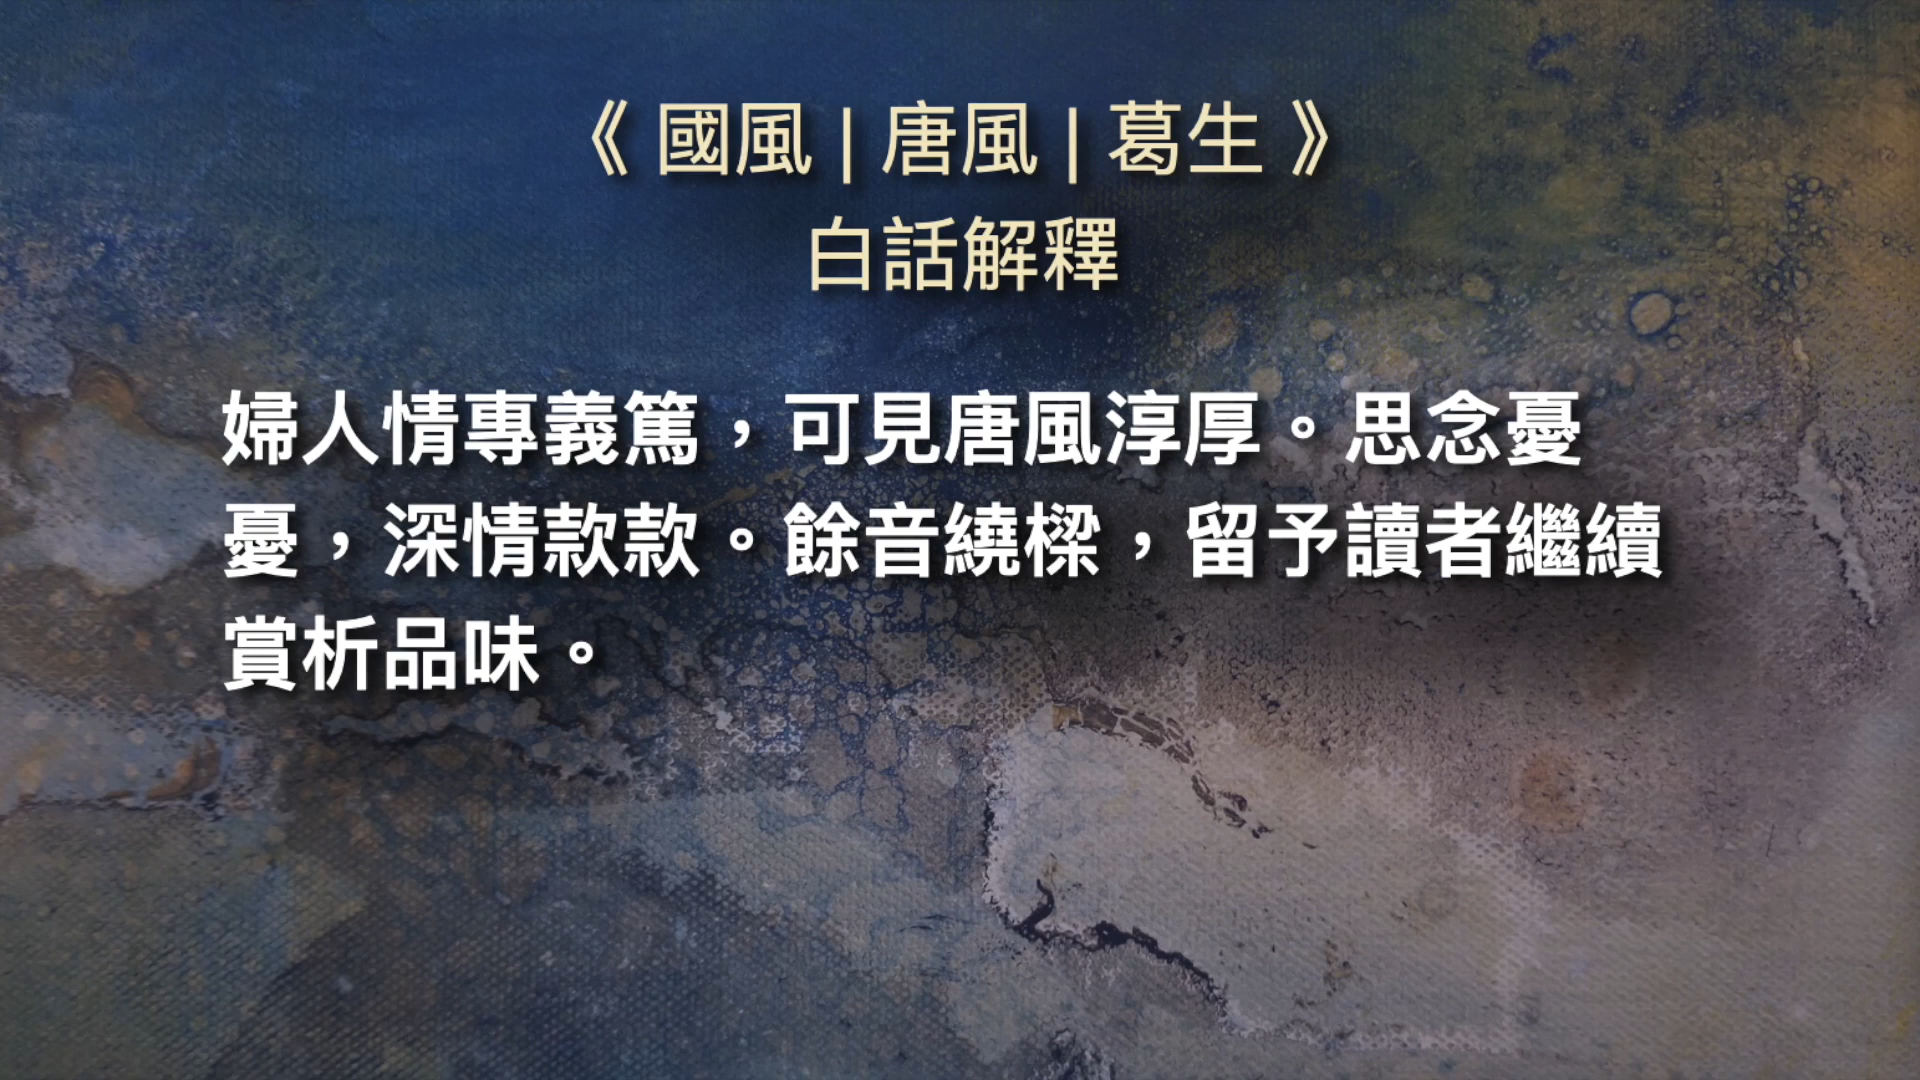 《 國風 | 唐風 | 葛生 》
白話解釋
婦人情專義篤，可見唐風淳厚。思念憂
憂，深情款款。餘音繞樑，留予讀者繼續
賞析品味。